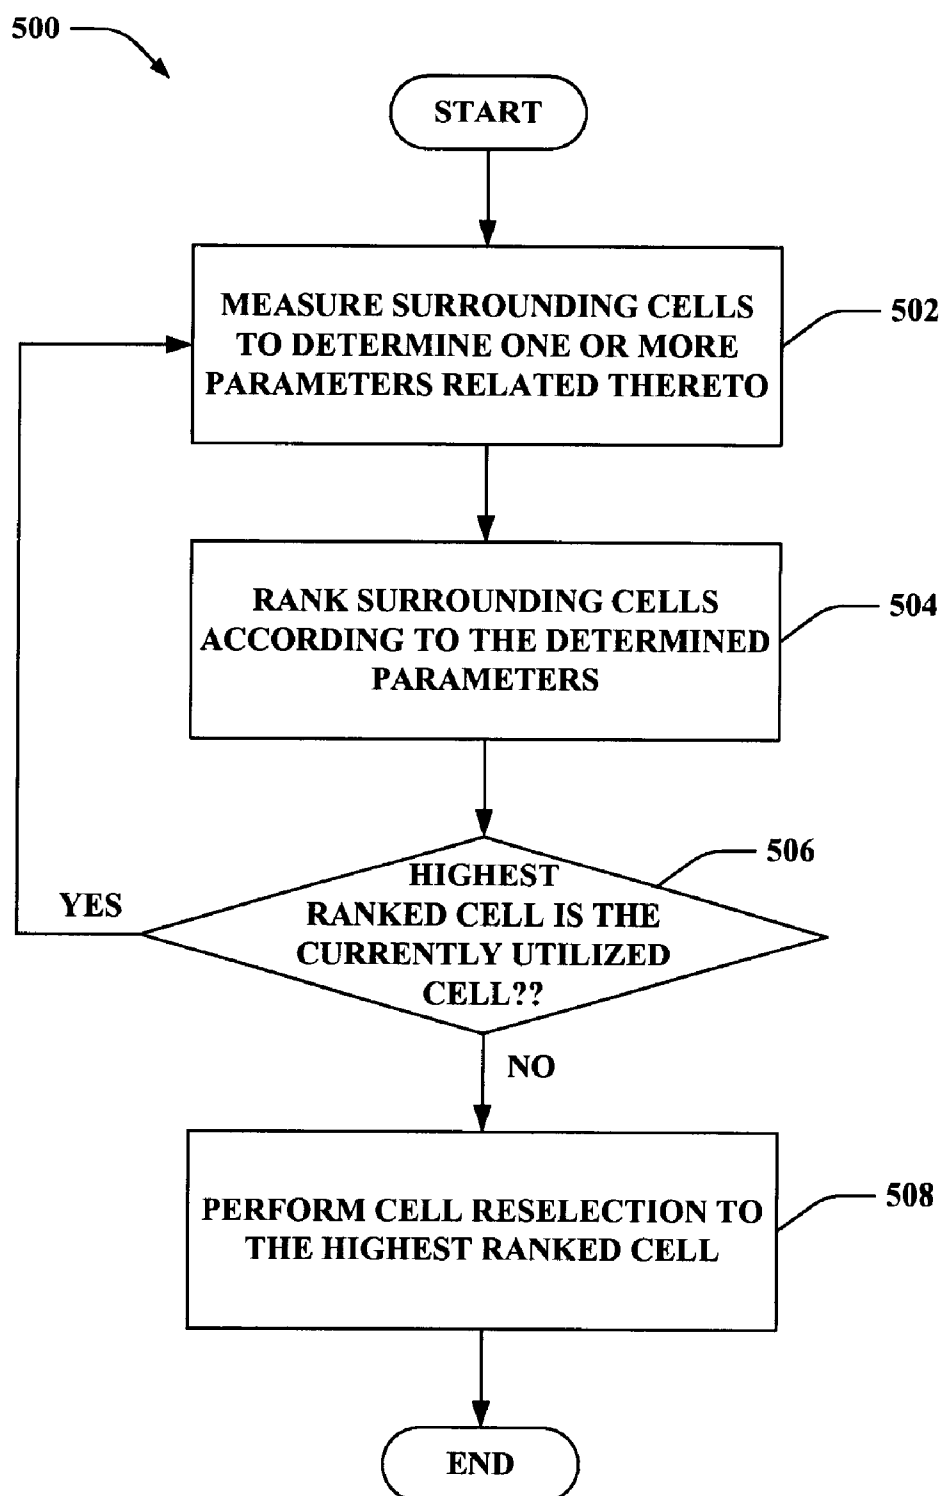 500
START
MEASURE SURROUNDING CELLS
TO DETERMINE ONE OR MORE
PARAMETERS RELATED THERETO
502
RANK SURROUNDING CELLS
ACCORDING TO THE DETERMINED
PARAMETERS
504
HIGHEST
RANKED CELL IS THE
CURRENTLY UTILIZED
CELL??
506
YES
NO
PERFORM CELL RESELECTION TO
THE HIGHEST RANKED CELL
508
END